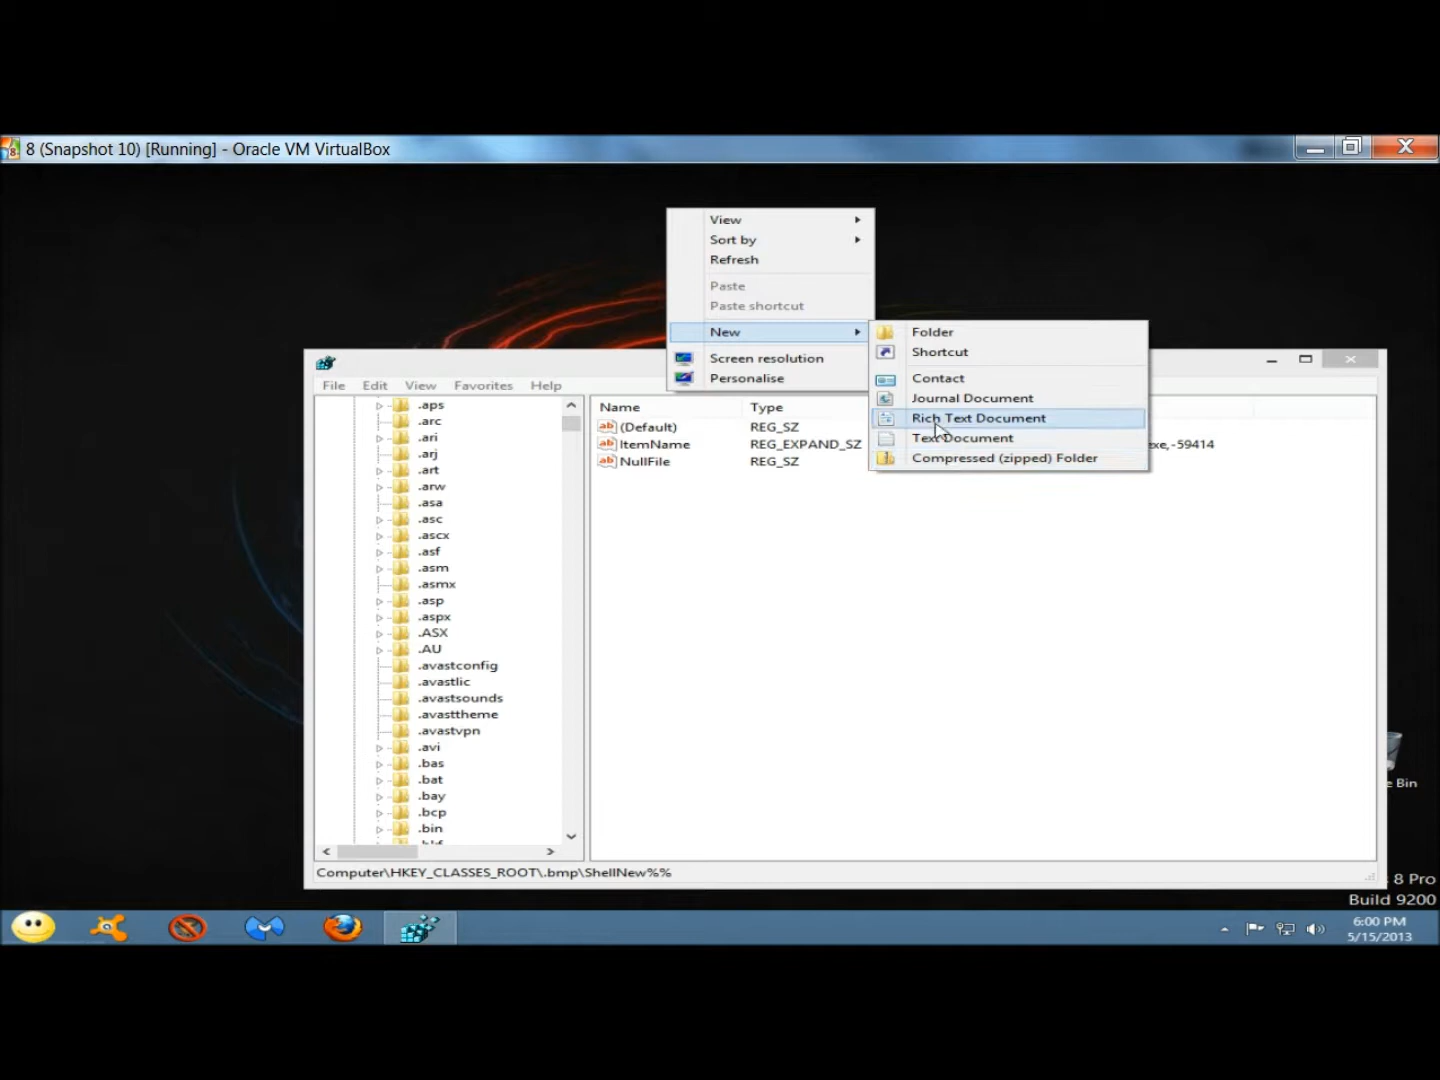 8 (Snapshot 10) [Running] - Oracle VM VirtualBox
View
Sort by
Refresh
Paste
Paste shortcut
New
Screen resolution
Personalise
Folder
Shortcut
Contact
Journal Document
Rich Text Document
Text Document
Compressed (zipped) Folder
File Edit View Favorites Help
Name Type
(Default) REG_SZ
ItemName REG_EXPAND_SZ xe,-59414
NullFile REG_SZ
.aps
.arc
.ari
.arj
.art
.arw
.asa
.asc
.ascx
.asf
.asm
.asmx
.asp
.aspx
.ASX
.AU
.avastconfig
.avastlic
.avastsounds
.avasttheme
.avastvpn
.avi
.bas
.bat
.bay
.bcp
.bin
Computer\HKEY_CLASSES_ROOT\.bmp\ShellNew%%
e Bin
8 Pro
Build 9200
6:00 PM
5/15/2013